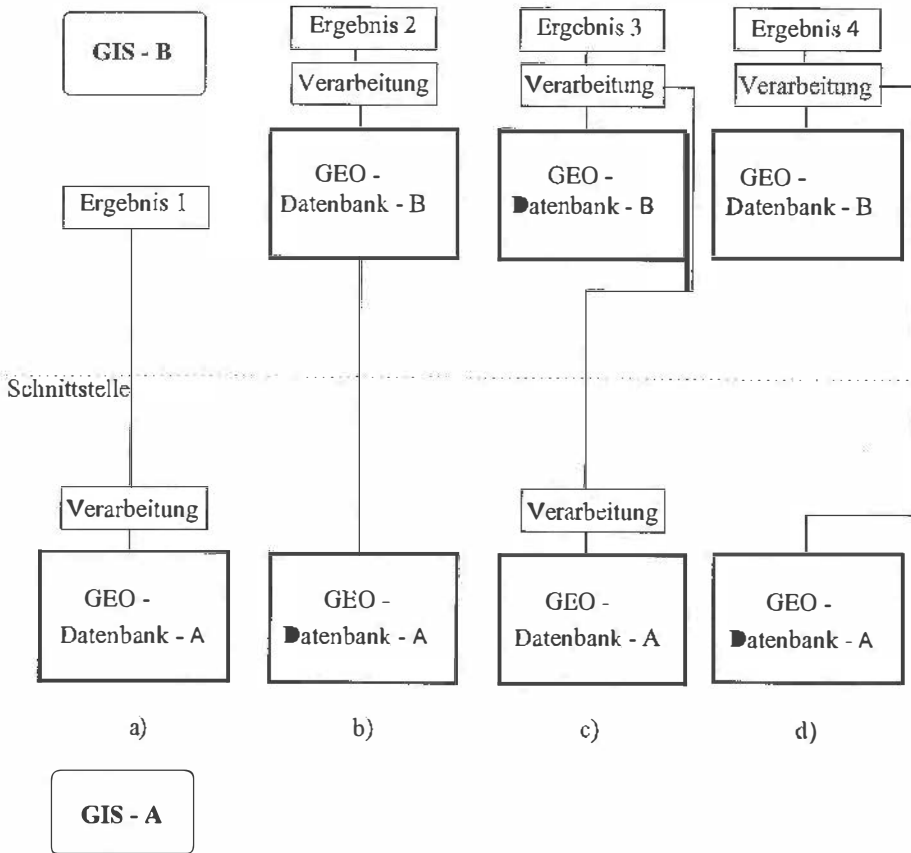 GIS - B
Ergebnis 2
Ergebnis 3
Ergebnis 4
Verarbeitung
Verarbeitung
Verarbeitung
GEO -
Datenbank - B
GEO -
Datenbank - B
GEO -
Datenbank - B
Ergebnis 1
Schnittstelle
Verarbeitung
Verarbeitung
GEO -
Datenbank - A
GEO -
Datenbank - A
GEO -
Datenbank - A
GEO -
Datenbank - A
a)
b)
c)
d)
GIS - A